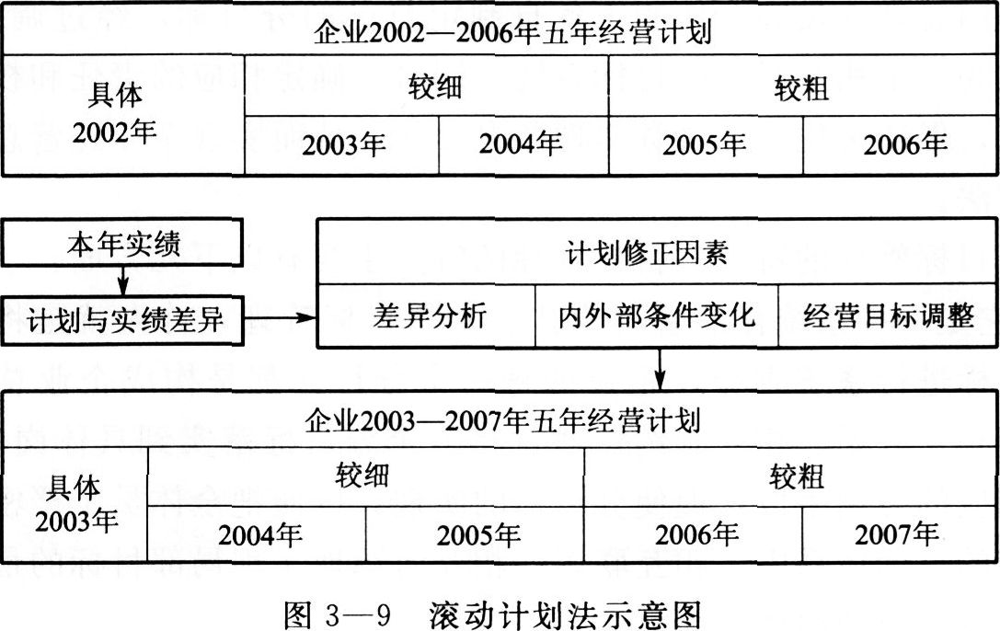 企业2002—2006年五年经营计划
具体
2002年
较细
较粗
2003年 2004年 2005年 2006年
本年实绩
计划与实绩差异
计划修正因素
差异分析 内外部条件变化 经营目标调整
企业2003—2007年五年经营计划
具体
2003年
较细
较粗
2004年 2005年 2006年 2007年
图 3—9 滚动计划法示意图